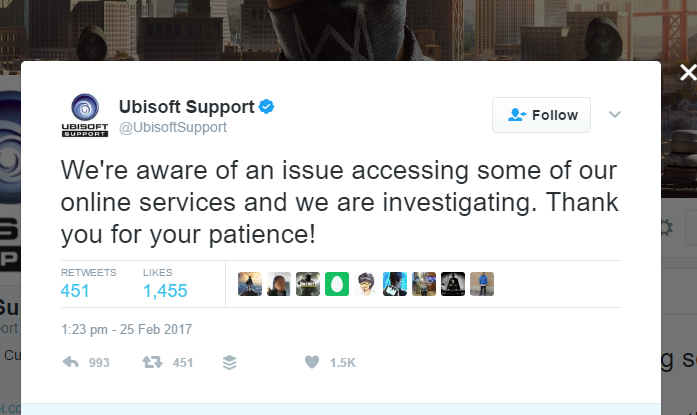 Ubisoft Support
@UbisoftSupport
UBISOFT
SUPPORT
Follow
We're aware of an issue accessing some of our
online services and we are investigating. Thank
you for your patience!
RETWEETS
LIKES
451
1,455
1:23 pm - 25 Feb 2017
993
451
1.5K